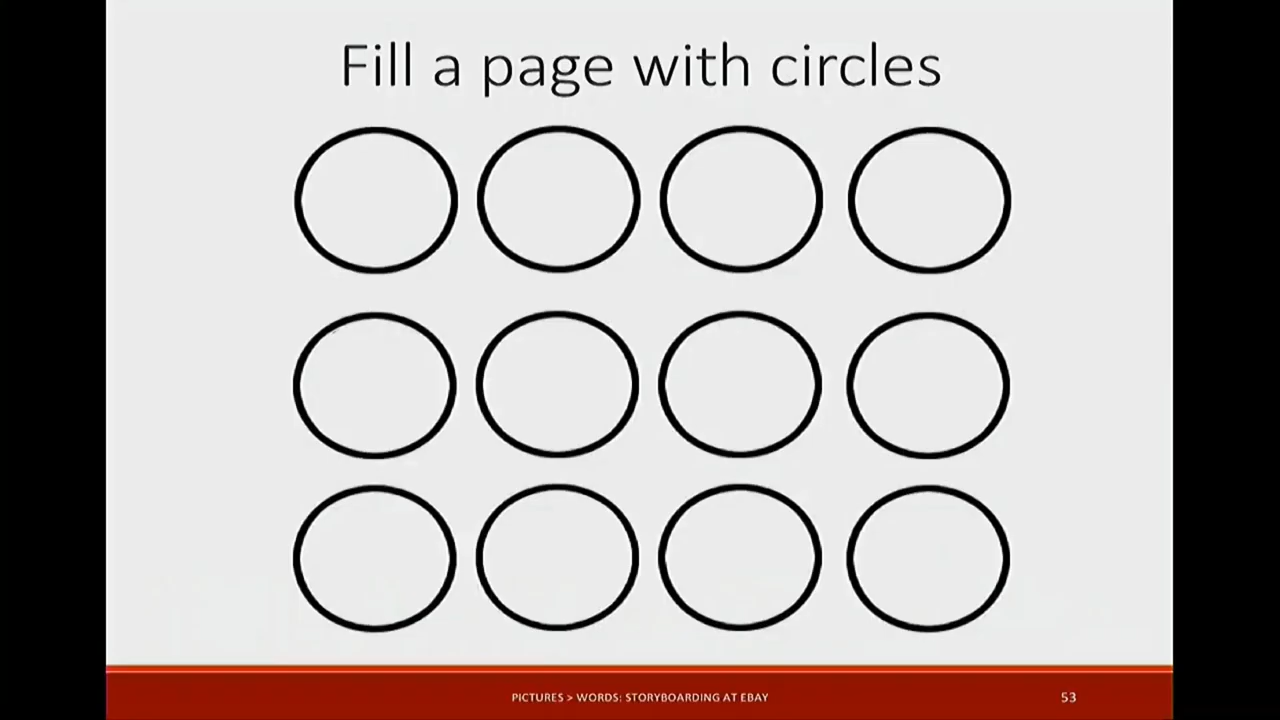 Fill a page with circles
PICTURES > WORDS: STORYBOARDING AT EBAY
53